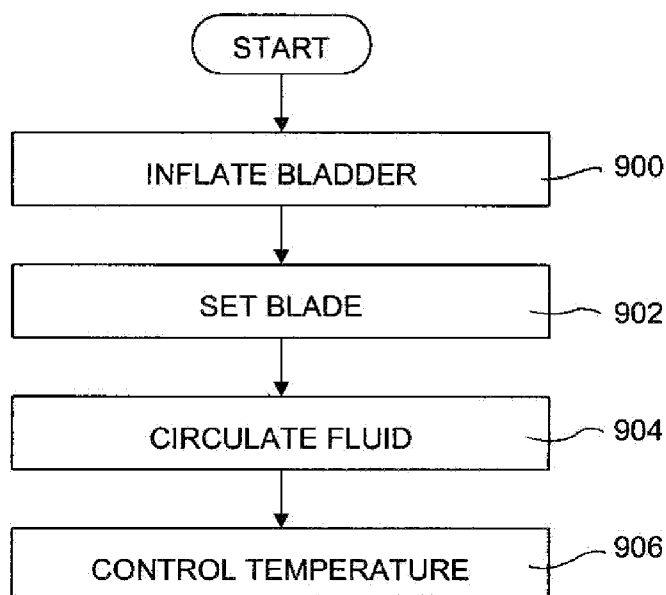 START
INFLATE BLADDER
900
SET BLADE
902
CIRCULATE FLUID
904
CONTROL TEMPERATURE
906